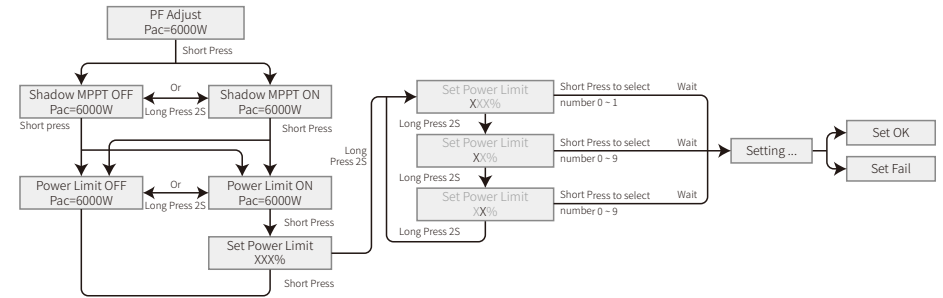 PF Adjust
Pac=6000W
Short Press
Shadow MPPT OFF
Pac=6000W
Or
Long Press 2S
Shadow MPPT ON
Pac=6000W
Short press
Short Press
Power Limit OFF
Pac=6000W
Or
Long Press 2S
Power Limit ON
Pac=6000W
Short Press
Set Power Limit
XXX%
Short Press
Long
Press 2S
Set Power Limit
XXX%
Short Press to select
number 0 ~ 1
Wait
Long Press 2S
Set Power Limit
XX%
Short Press to select
number 0 ~ 9
Wait
Long Press 2S
Set Power Limit
XX%
Short Press to select
number 0 ~ 9
Wait
Long Press 2S
Setting ...
Set OK
Set Fail